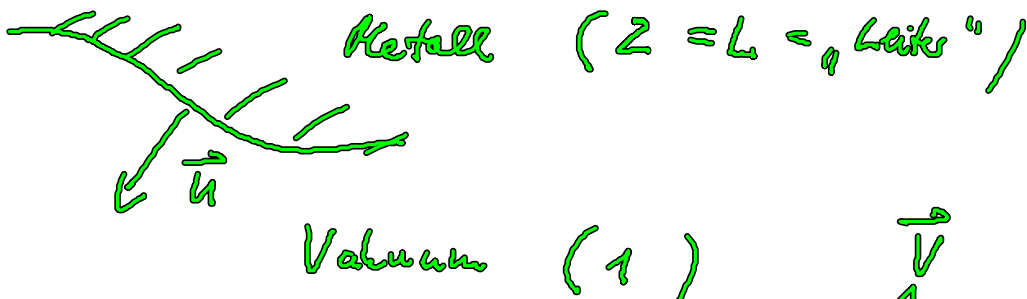 Metall (2 = L = „Leiter“)
n⃗
Vakuum (1) V⃗